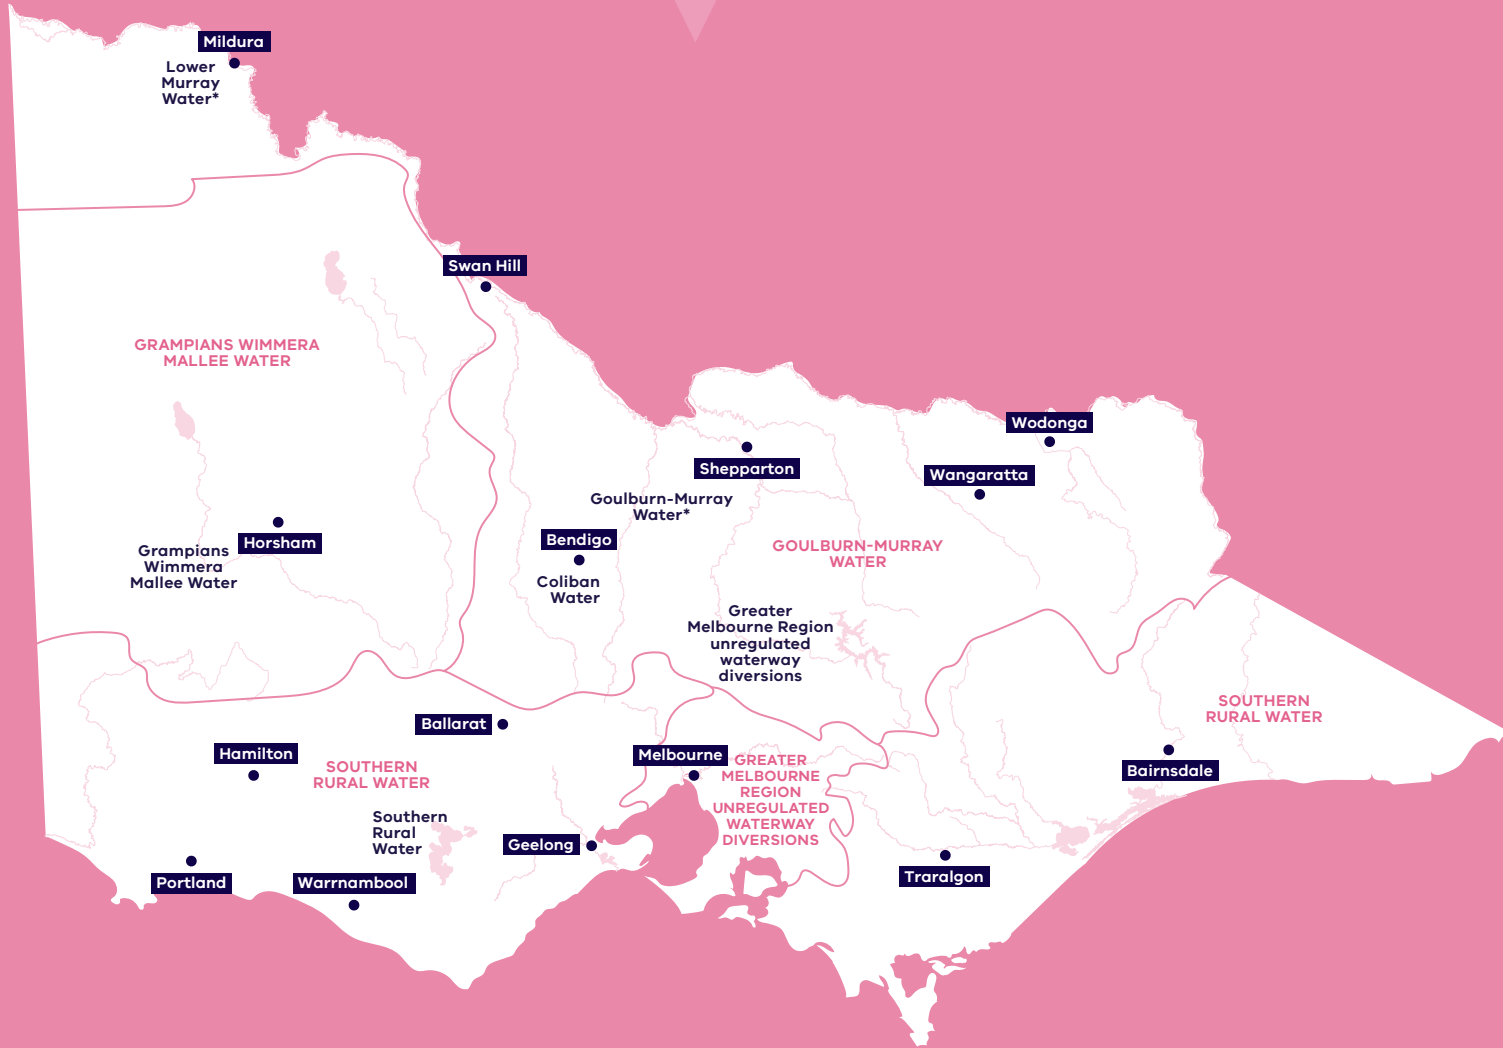 Mildura
Lower
Murray
Water*
Swan Hill
GRAMPIANS WIMMERA
MALLEE WATER
Wodonga
Shepparton
Wangaratta
Goulburn-Murray
Water*
Horsham
Bendigo
GOULBURN-MURRAY
WATER
Grampians
Wimmera
Mallee Water
Coliban
Water
Greater
Melbourne Region
unregulated
waterway
diversions
SOUTHERN
RURAL WATER
Ballarat
Hamilton
Melbourne
SOUTHERN
RURAL WATER
GREATER
MELBOURNE
REGION
UNREGULATED
WATERWAY
DIVERSIONS
Bairnsdale
Southern
Rural
Water
Geelong
Traralgon
Portland
Warrnambool